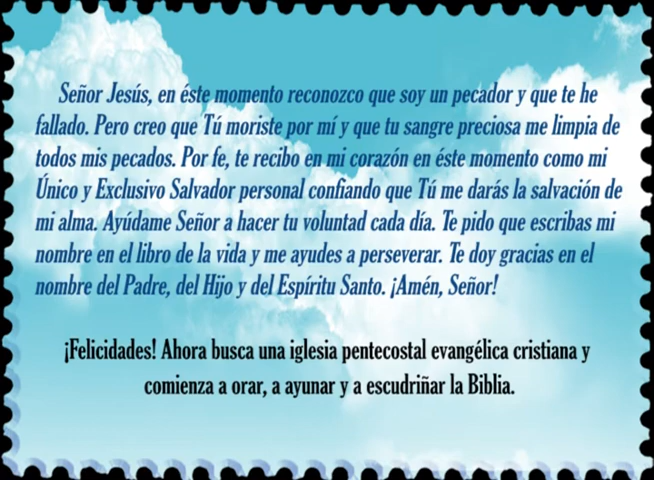 Señor Jesús, en éste momento reconozco que soy un pecador y que te he
fallado. Pero creo que Tú moriste por mí y que tu sangre preciosa me limpia de
todos mis pecados. Por fe, te recibo en mi corazón en éste momento como mi
Único y Exclusivo Salvador personal confiando que Tú me darás la salvación de
mi alma. Ayúdame Señor a hacer tu voluntad cada día. Te pido que escribas mi
nombre en el libro de la vida y me ayudes a perseverar. Te doy gracias en el
nombre del Padre, del Hijo y del Espíritu Santo. ¡Amén, Señor!
¡Felicidades! Ahora busca una iglesia pentecostal evangélica cristiana y
comienza a orar, a ayunar y a escudriñar la Biblia.